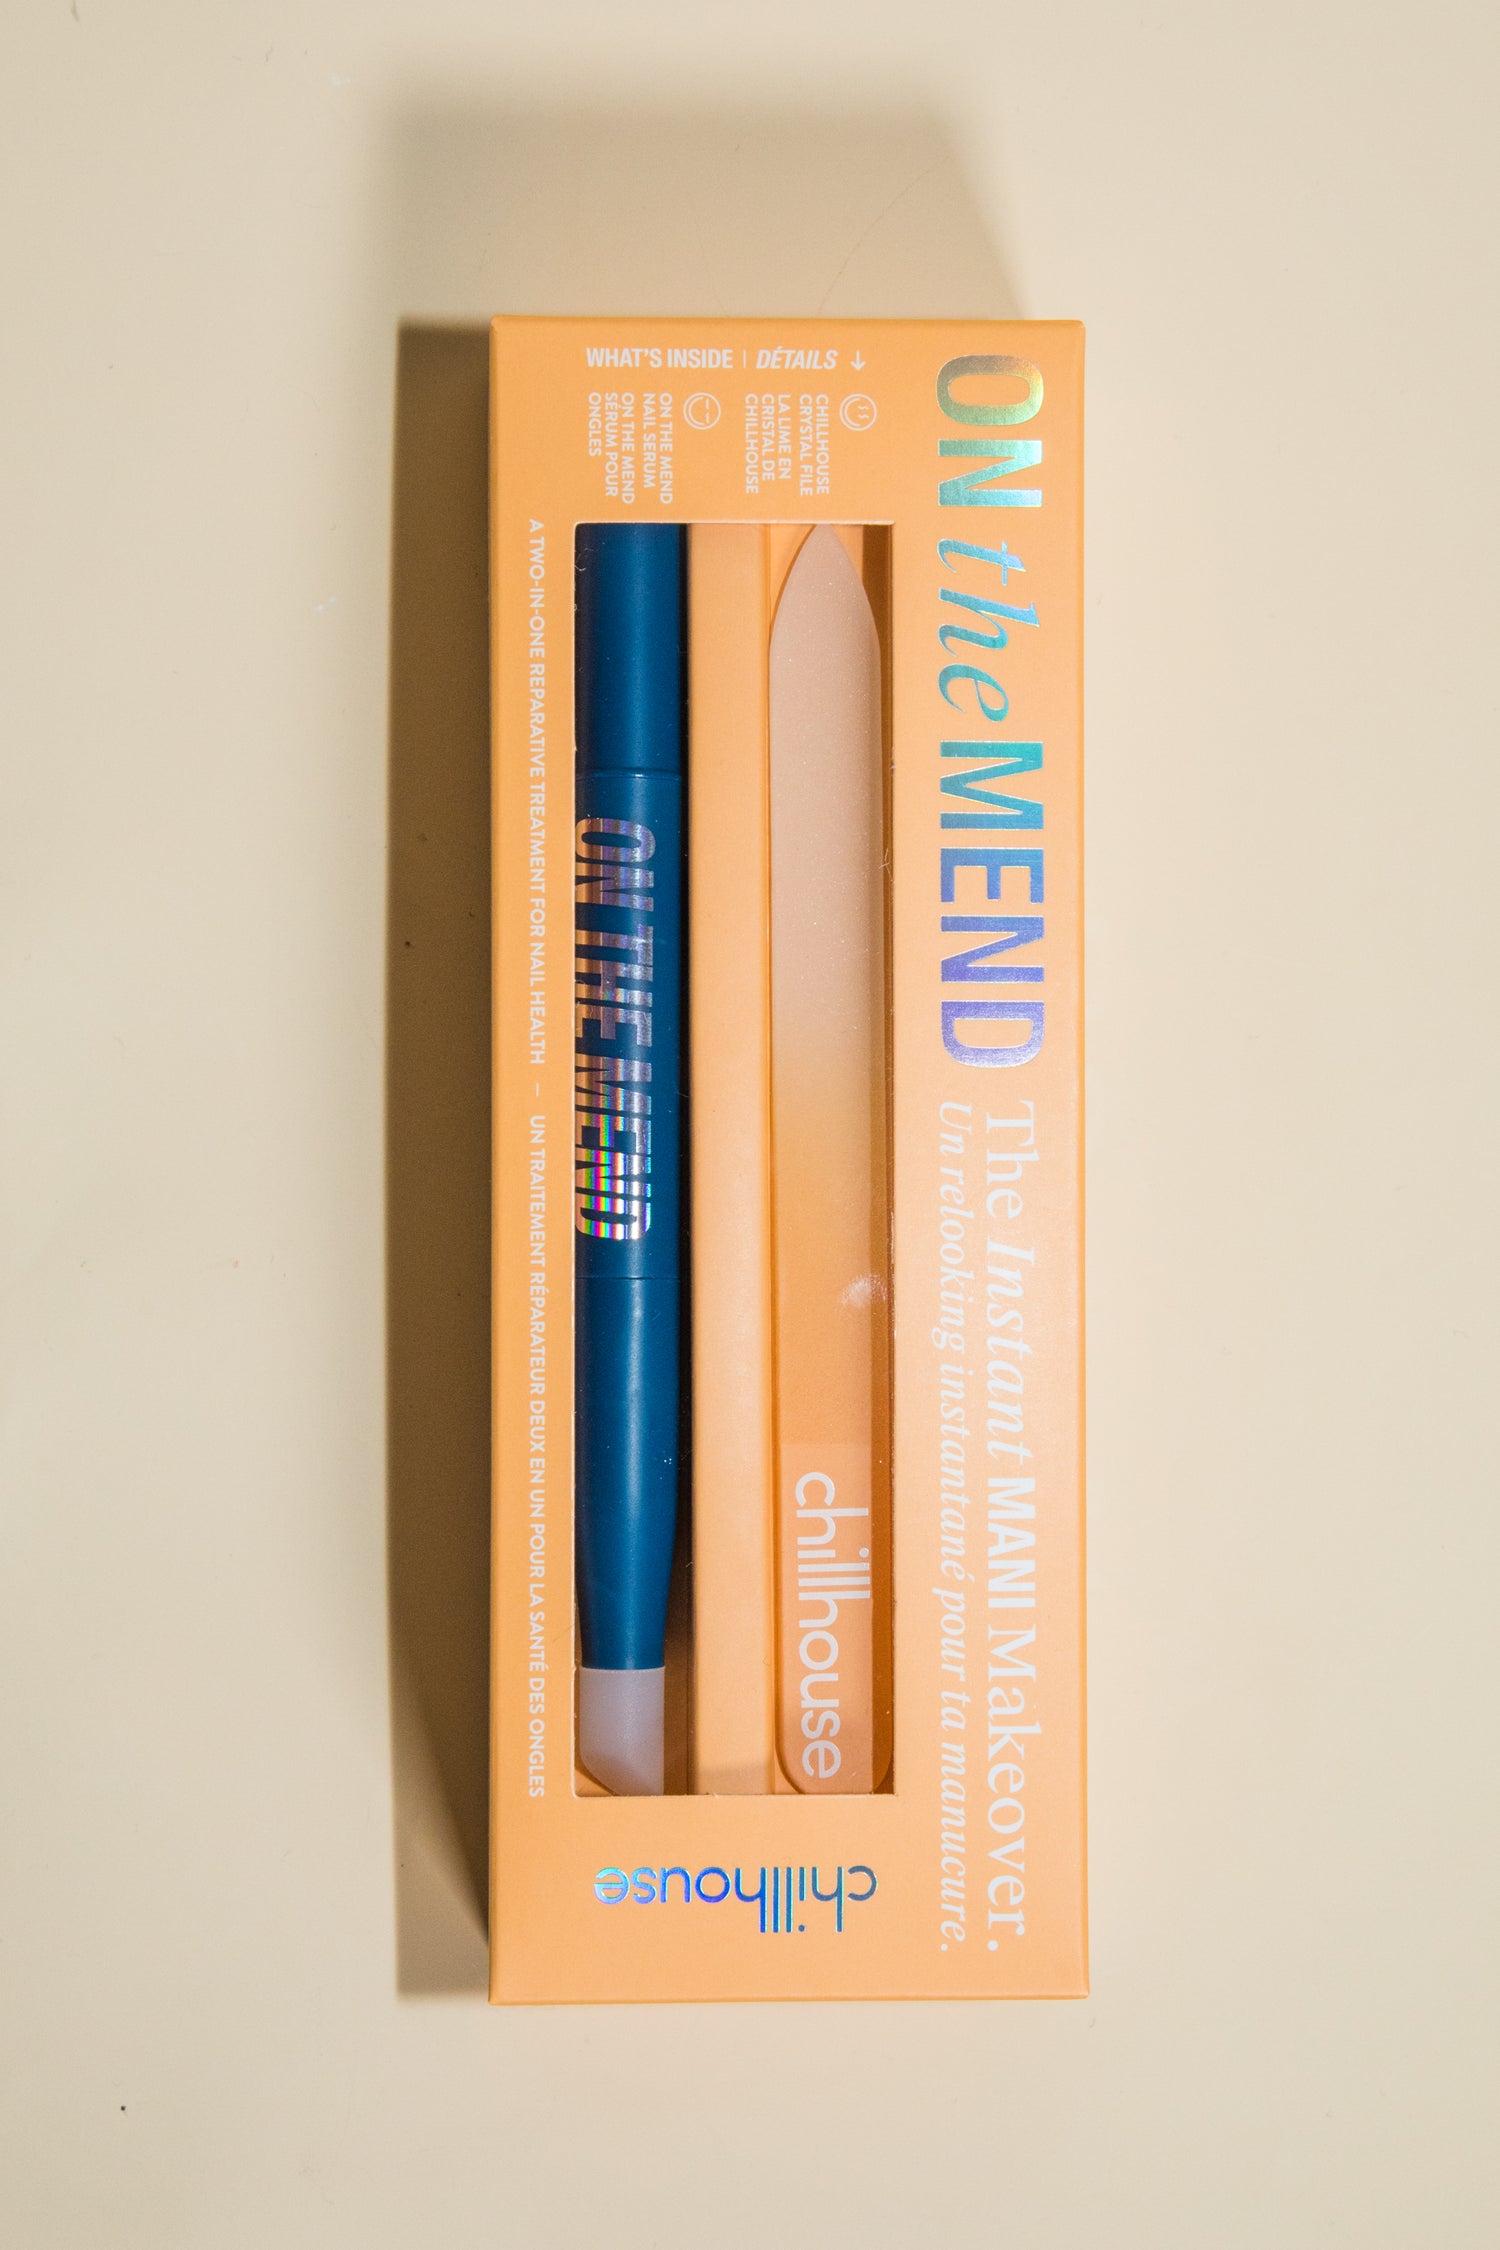 WHAT'S INSIDE | DÉTAILS ↓
CHILLHOUSE
CRYSTAL FILE
LA LIME EN
CRISTAL DE
CHILLHOUSE
ON THE MEND
NAIL SERUM
ON THE MEND
SÉRUM POUR
ONGLES
ON the MEND
The Instant MANI Makeover.
Un relooking instantané pour ta manucure.
chillhouse
ON THE MEND
A TWO-IN-ONE REPARATIVE TREATMENT FOR NAIL HEALTH — UN TRAITEMENT RÉPARATEUR DEUX EN UN POUR LA SANTÉ DES ONGLES
chillhouse